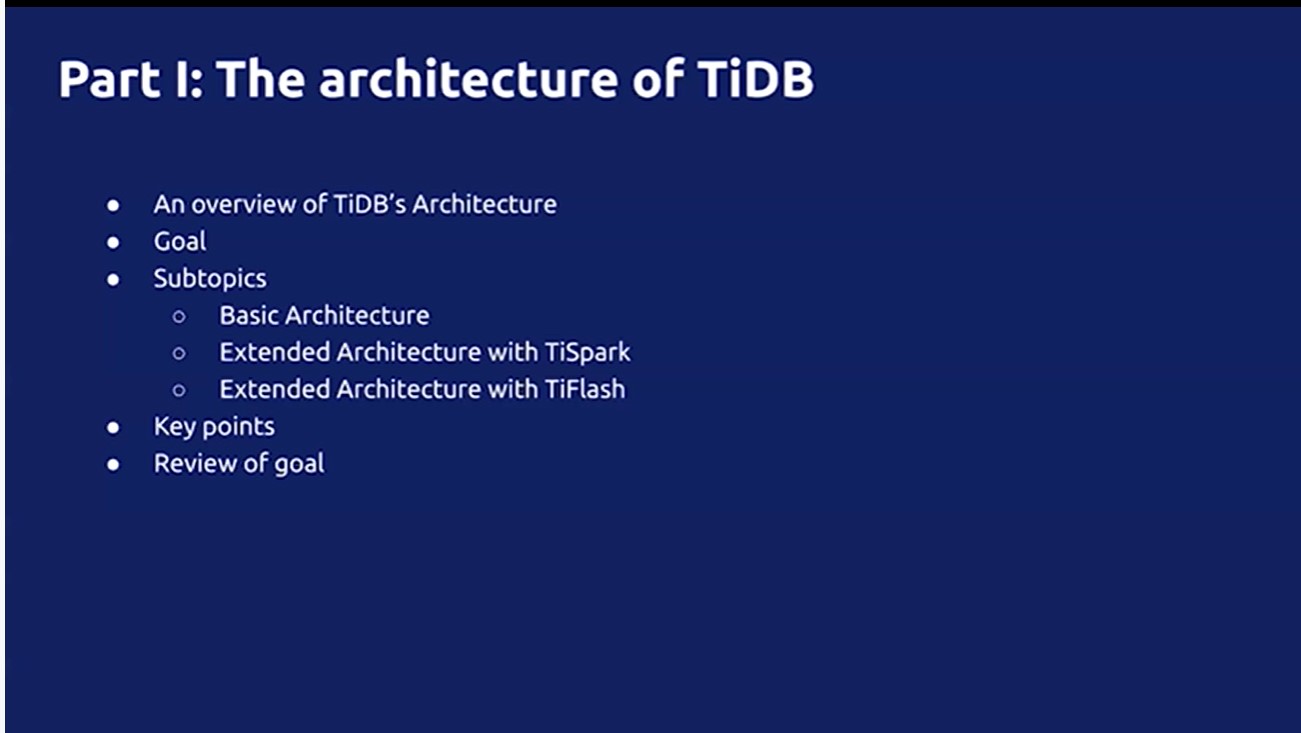 Part I: The architecture of TiDB
● An overview of TiDB’s Architecture
● Goal
● Subtopics
○ Basic Architecture
○ Extended Architecture with TiSpark
○ Extended Architecture with TiFlash
● Key points
● Review of goal